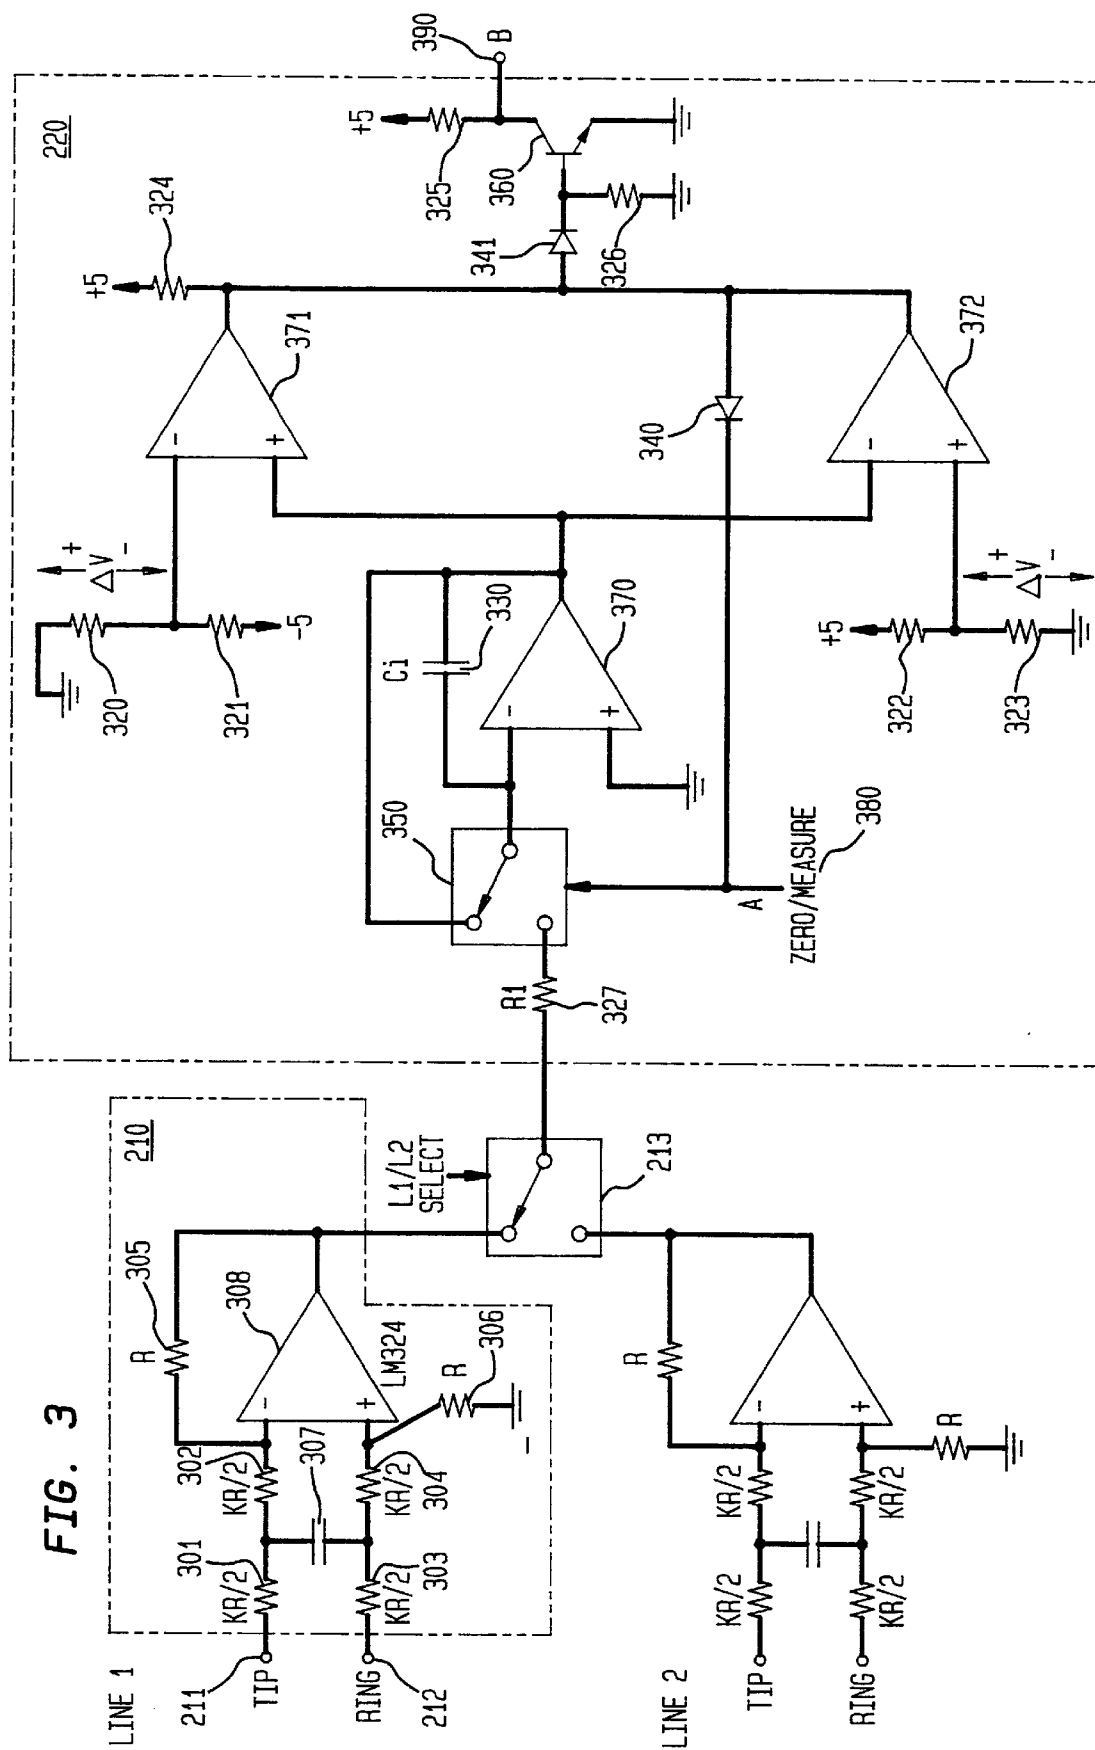 FIG. 3
LINE 1
211
TIP
RING
212
301
KR/2
302
KR/2
307
KR/2
303
KR/2
304
R
305
308
LM324
-
+
R
306
-
210
L1/L2
SELECT
213
LINE 2
TIP
RING
KR/2
KR/2
KR/2
KR/2
R
-
+
R
220
R1
327
350
A
ZERO/MEASURE
380
Ci
330
-
+
370
320
321
-5
+
ΔV
-
-
+
371
+5
324
340
+5
322
323
+
ΔV
-
-
+
372
341
326
+5
325
360
390
B